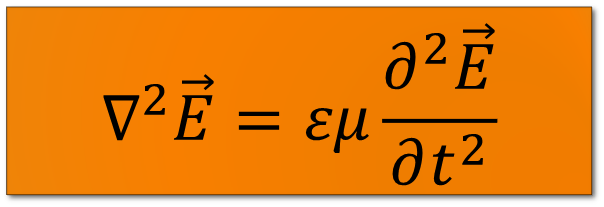 ∇²E⃗ = εμ ∂²E⃗/∂t²